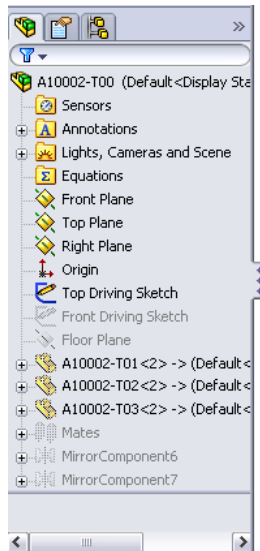 A10002-T00 (Default<Display Sta
Sensors
Annotations
Lights, Cameras and Scene
Equations
Front Plane
Top Plane
Right Plane
Origin
Top Driving Sketch
Front Driving Sketch
Floor Plane
A10002-T01<2> -> (Default<
A10002-T02<2> -> (Default<
A10002-T03<2> -> (Default<
Mates
MirrorComponent6
MirrorComponent7